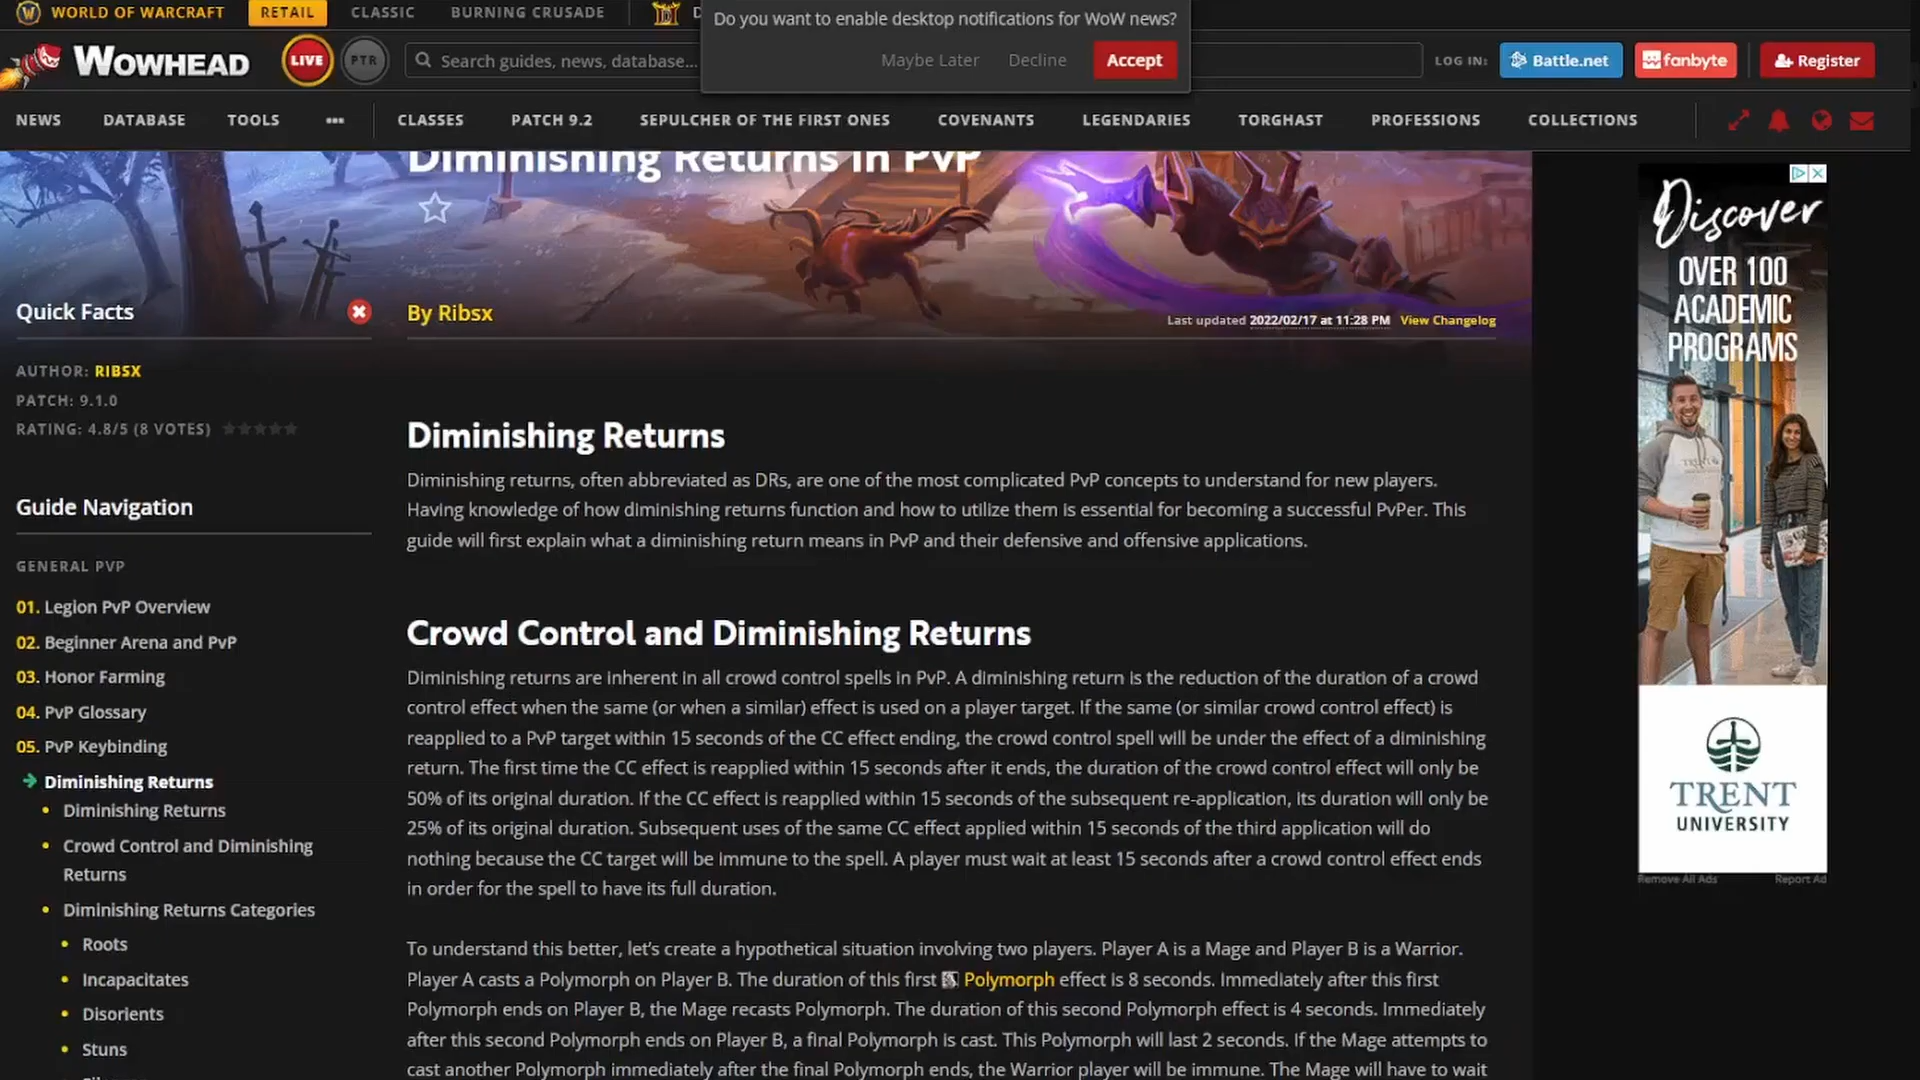 WORLD OF WARCRAFT RETAIL CLASSIC BURNING CRUSADE D
Do you want to enable desktop notifications for WoW news?
Maybe Later Decline Accept
WOWHEAD LIVE PTR Search guides, news, database... LOG IN: Battle.net fanbyte Register
NEWS DATABASE TOOLS ••• CLASSES PATCH 9.2 SEPULCHER OF THE FIRST ONES COVENANTS LEGENDARIES TORGHAST PROFESSIONS COLLECTIONS
Diminishing Returns in PvP
Quick Facts
By Ribsx
Last updated 2022/02/17 at 11:28 PM View Changelog
AUTHOR: RIBSX
PATCH: 9.1.0
RATING: 4.8/5 (8 VOTES)
Guide Navigation
GENERAL PVP
01. Legion PvP Overview
02. Beginner Arena and PvP
03. Honor Farming
04. PvP Glossary
05. PvP Keybinding
Diminishing Returns
• Diminishing Returns
• Crowd Control and Diminishing
Returns
• Diminishing Returns Categories
• Roots
• Incapacitates
• Disorients
• Stuns
Diminishing Returns
Diminishing returns, often abbreviated as DRs, are one of the most complicated PvP concepts to understand for new players.
Having knowledge of how diminishing returns function and how to utilize them is essential for becoming a successful PvPer. This
guide will first explain what a diminishing return means in PvP and their defensive and offensive applications.
Crowd Control and Diminishing Returns
Diminishing returns are inherent in all crowd control spells in PvP. A diminishing return is the reduction of the duration of a crowd
control effect when the same (or when a similar) effect is used on a player target. If the same (or similar crowd control effect) is
reapplied to a PvP target within 15 seconds of the CC effect ending, the crowd control spell will be under the effect of a diminishing
return. The first time the CC effect is reapplied within 15 seconds after it ends, the duration of the crowd control effect will only be
50% of its original duration. If the CC effect is reapplied within 15 seconds of the subsequent re-application, its duration will only be
25% of its original duration. Subsequent uses of the same CC effect applied within 15 seconds of the third application will do
nothing because the CC target will be immune to the spell. A player must wait at least 15 seconds after a crowd control effect ends
in order for the spell to have its full duration.
To understand this better, let's create a hypothetical situation involving two players. Player A is a Mage and Player B is a Warrior.
Player A casts a Polymorph on Player B. The duration of this first Polymorph effect is 8 seconds. Immediately after this first
Polymorph ends on Player B, the Mage recasts Polymorph. The duration of this second Polymorph effect is 4 seconds. Immediately
after this second Polymorph ends on Player B, a final Polymorph is cast. This Polymorph will last 2 seconds. If the Mage attempts to
cast another Polymorph immediately after the final Polymorph ends, the Warrior player will be immune. The Mage will have to wait
Discover
OVER 100
ACADEMIC
PROGRAMS
TRENT
TRENT
UNIVERSITY
Remove All Ads Report Ad